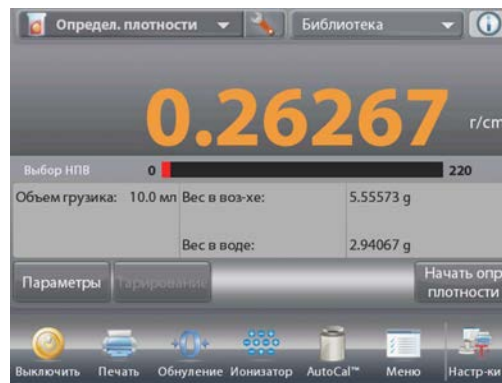 Определ. плотности Библиотека
0.26267 г/cm
Выбор НПВ 0 220
Объем грузика: 10.0 мл Вес в воз-хе: 5.55573 g
Вес в воде: 2.94067 g
Параметры Тарирование Начать опр
плотности
Выключить Печать Обнуление Ионизатор AutoCal™ Меню Настр-ки